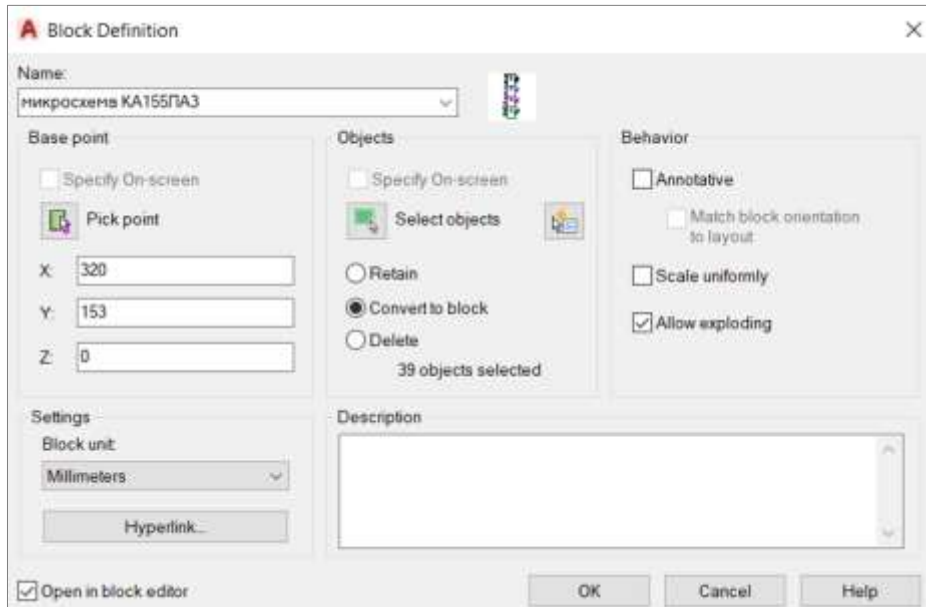 Block Definition
Name:
микросхема КА155ЛА3
Base point
Specify On-screen
Pick point
X: 320
Y: 153
Z: 0
Objects
Specify On-screen
Select objects
Retain
Convert to block
Delete
39 objects selected
Behavior
Annotative
Match block orientation
to layout
Scale uniformly
Allow exploding
Settings
Block unit:
Millimeters
Hyperlink...
Description
Open in block editor
OK Cancel Help